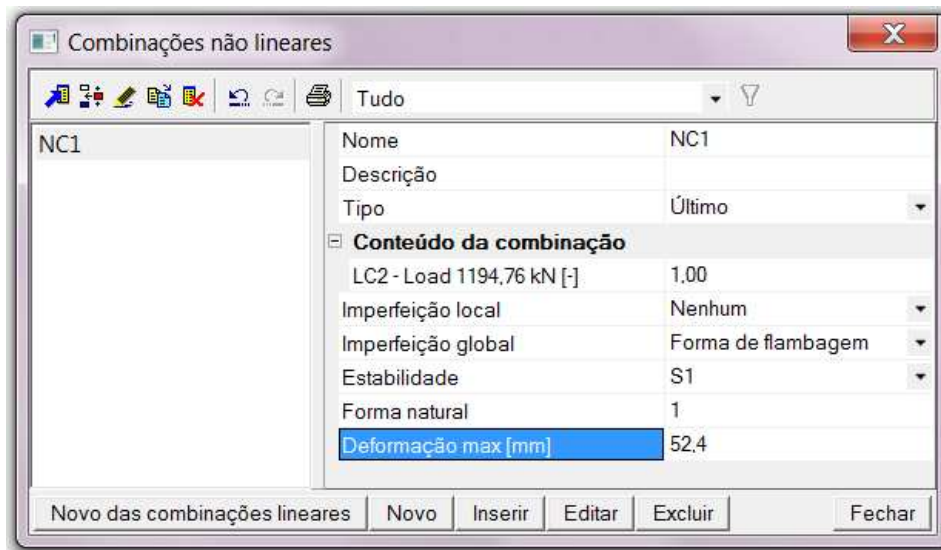 Combinações não lineares
Tudo
NC1
Nome NC1
Descrição
Tipo Último
Conteúdo da combinação
LC2 - Load 1194,76 kN [-] 1,00
Imperfeição local Nenhum
Imperfeição global Forma de flambagem
Estabilidade S1
Forma natural 1
Deformação max [mm] 52,4
Novo das combinações lineares Novo Inserir Editar Excluir Fechar